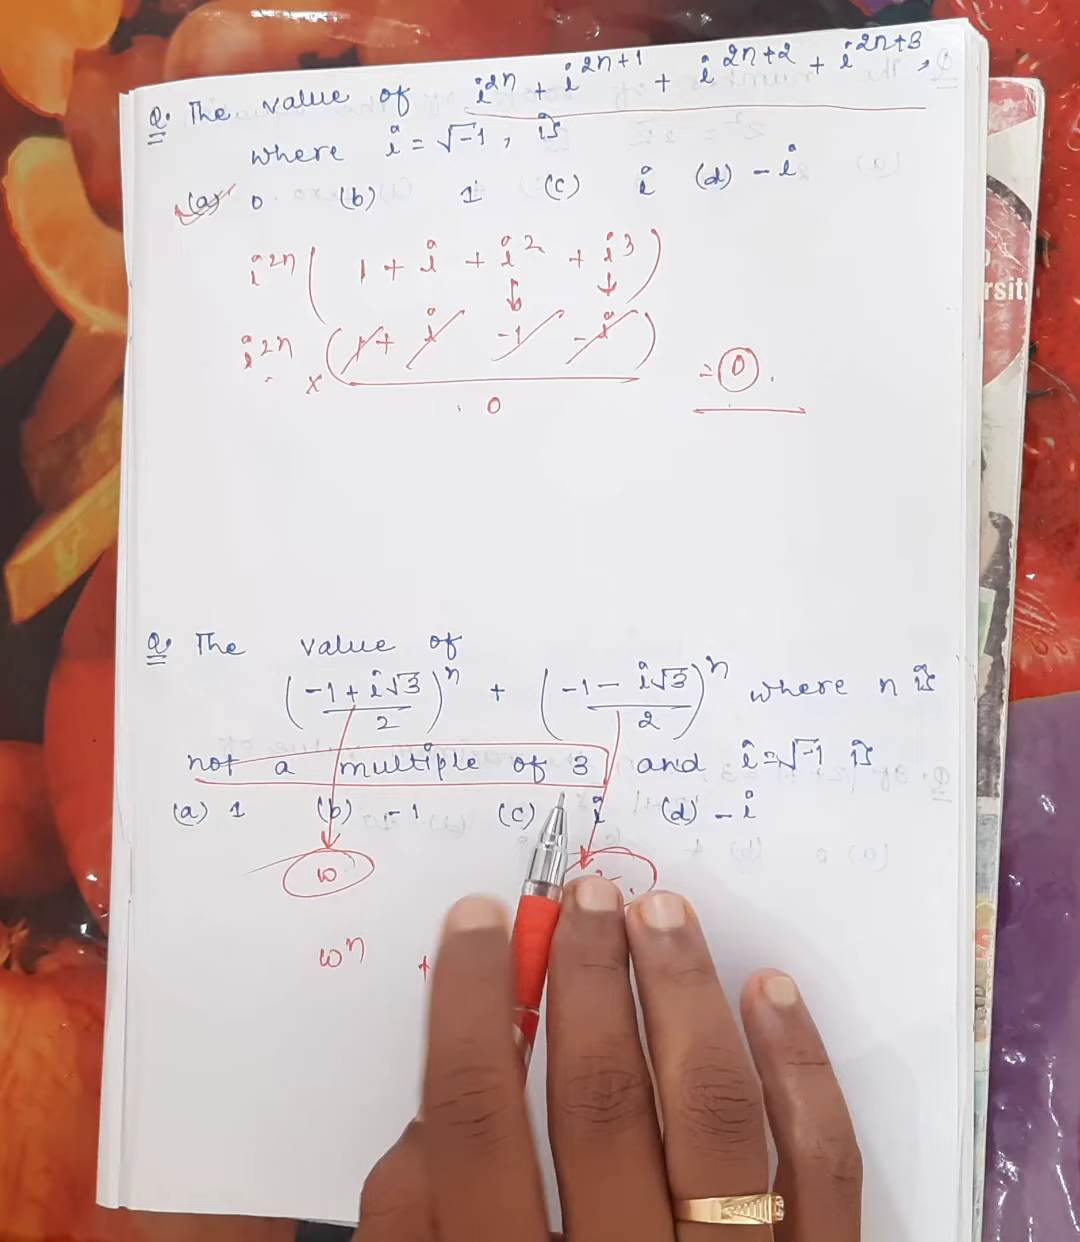 Q. The value of i^2n + i^2n+1 + i^2n+2 + i^2n+3,
where i = √-1, is
(a) 0 (b) 1 (c) i (d) -i
i^2n ( 1 + i + i^2 + i^3 )
i^2n × ( 1 + i -1 - i ) = 0.
0
Q. The value of
((-1 + i√3)/2)^n + ((-1 - i√3)/2)^n where n is
not a multiple of 3 and i = √-1 is
(a) 1 (b) -1 (c) i (d) -i
ω
ω^n +
rsity